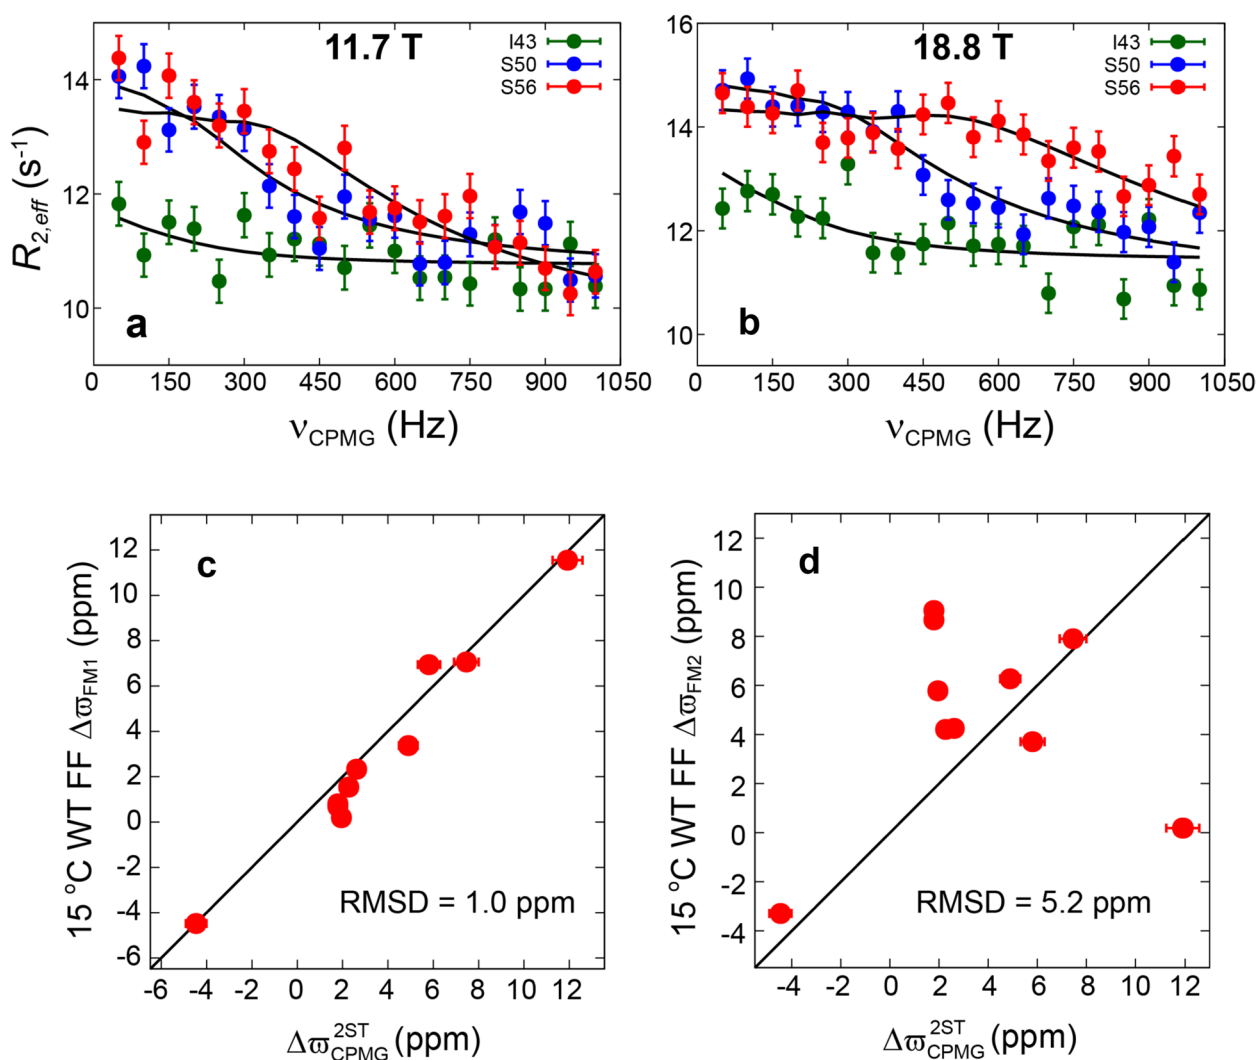 11.7 T
I43
S50
S56
14
12
10
R2,eff (s-1)
a
0 150 300 450 600 750 900 1050
νCPMG (Hz)
18.8 T
I43
S50
S56
16
14
12
10
b
0 150 300 450 600 750 900 1050
νCPMG (Hz)
c
12
10
8
6
4
2
0
-2
-4
-6
15 °C WT FF Δϖ FM1 (ppm)
RMSD = 1.0 ppm
-6 -4 -2 0 2 4 6 8 10 12
Δϖ 2ST CPMG (ppm)
d
12
10
8
6
4
2
0
-2
-4
15 °C WT FF Δϖ FM2 (ppm)
RMSD = 5.2 ppm
-4 -2 0 2 4 6 8 10 12
Δϖ 2ST CPMG (ppm)